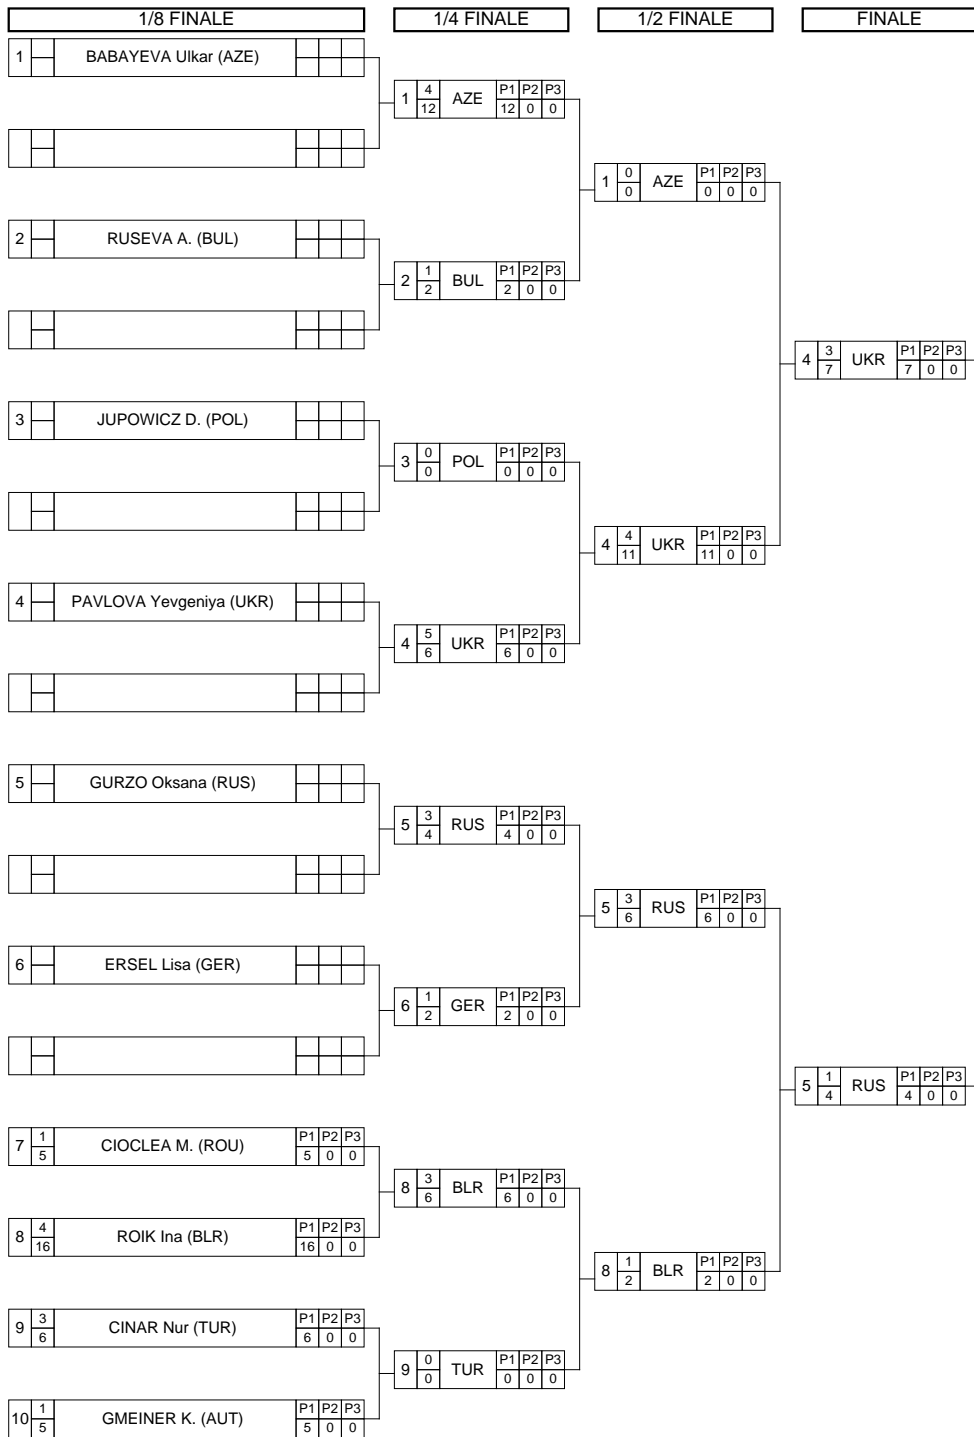 1/8 FINALE 1/4 FINALE 1/2 FINALE FINALE
1 BABAYEVA Ulkar (AZE)
1 4 12 AZE P1 P2 P3 12 0 0
1 0 0 AZE P1 P2 P3 0 0 0
2 RUSEVA A. (BUL)
2 1 2 BUL P1 P2 P3 2 0 0
4 3 7 UKR P1 P2 P3 7 0 0
3 JUPOWICZ D. (POL)
3 0 0 POL P1 P2 P3 0 0 0
4 4 11 UKR P1 P2 P3 11 0 0
4 PAVLOVA Yevgeniya (UKR)
4 5 6 UKR P1 P2 P3 6 0 0
5 GURZO Oksana (RUS)
5 3 4 RUS P1 P2 P3 4 0 0
5 3 6 RUS P1 P2 P3 6 0 0
6 ERSEL Lisa (GER)
6 1 2 GER P1 P2 P3 2 0 0
5 1 4 RUS P1 P2 P3 4 0 0
7 1 5 CIOCLEA M. (ROU) P1 P2 P3 5 0 0
8 3 6 BLR P1 P2 P3 6 0 0
8 4 16 ROIK Ina (BLR) P1 P2 P3 16 0 0
8 1 2 BLR P1 P2 P3 2 0 0
9 3 6 CINAR Nur (TUR) P1 P2 P3 6 0 0
9 0 0 TUR P1 P2 P3 0 0 0
10 1 5 GMEINER K. (AUT) P1 P2 P3 5 0 0